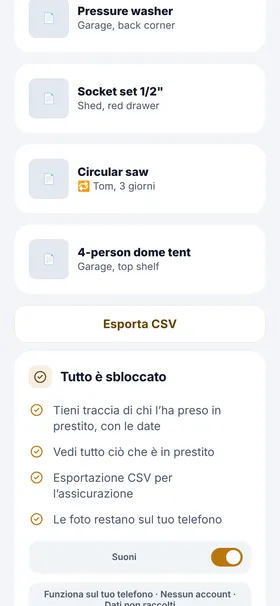 Pressure washer
Garage, back corner
Socket set 1/2"
Shed, red drawer
Circular saw
🔁 Tom, 3 giorni
4-person dome tent
Garage, top shelf
Esporta CSV
Tutto è sbloccato
Tieni traccia di chi l’ha preso in
prestito, con le date
Vedi tutto ciò che è in prestito
Esportazione CSV per
l’assicurazione
Le foto restano sul tuo telefono
Suoni
Funziona sul tuo telefono · Nessun account ·
Dati non raccolti